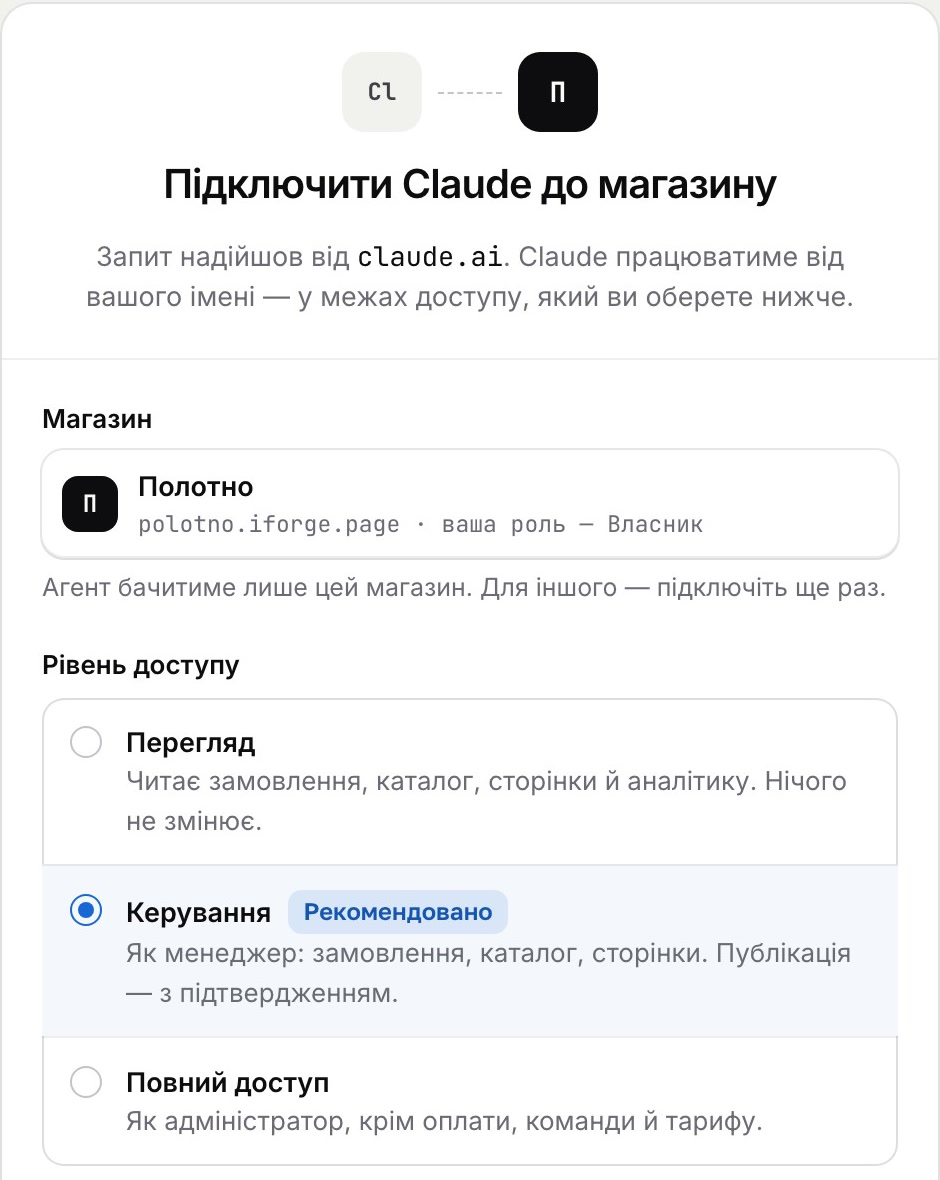 Cl
П
Підключити Claude до магазину
Запит надійшов від claude.ai. Claude працюватиме від
вашого імені — у межах доступу, який ви оберете нижче.
Магазин
П
Полотно
polotno.iforge.page · ваша роль — Власник
Агент бачитиме лише цей магазин. Для іншого — підключіть ще раз.
Рівень доступу
Перегляд
Читає замовлення, каталог, сторінки й аналітику. Нічого
не змінює.
Керування Рекомендовано
Як менеджер: замовлення, каталог, сторінки. Публікація
— з підтвердженням.
Повний доступ
Як адміністратор, крім оплати, команди й тарифу.